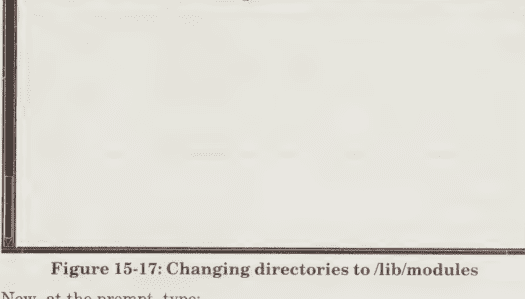 Figure 15-17: Changing directories to /lib/modules
Now, at the prompt, type: